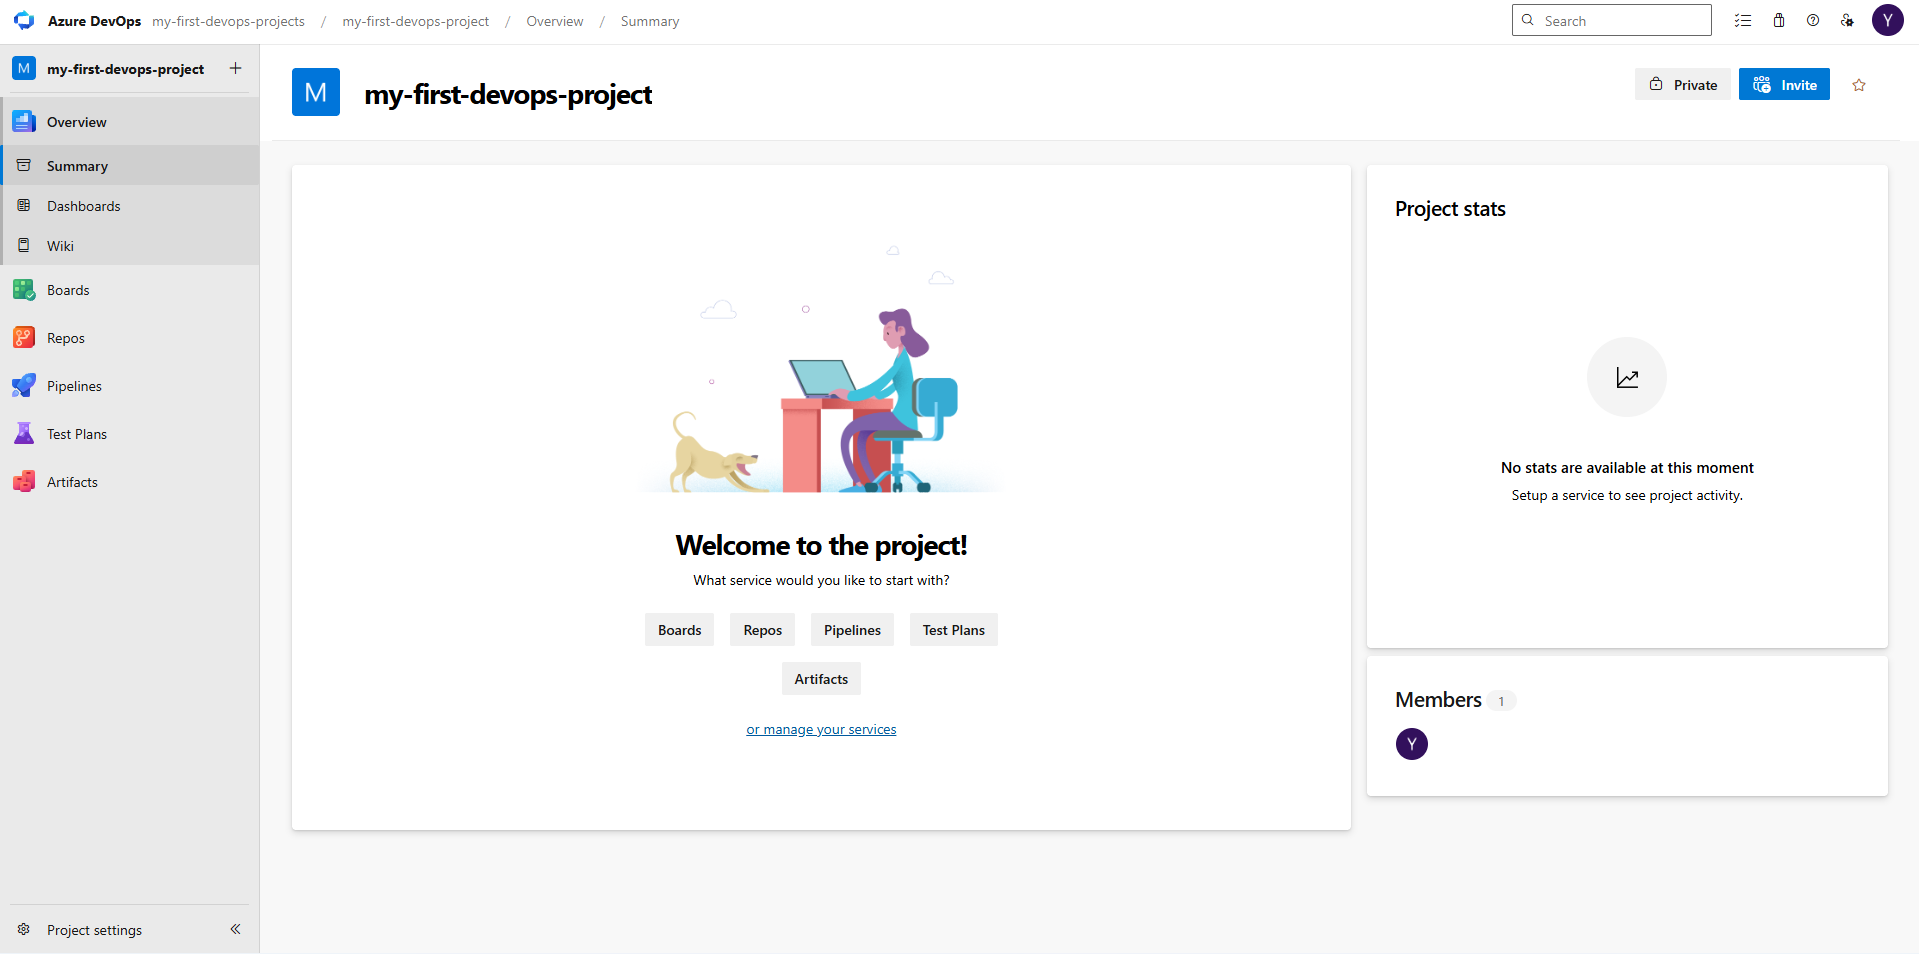 Azure DevOps my-first-devops-projects / my-first-devops-project / Overview / Summary
Search
Y
M my-first-devops-project +
Overview
Summary
Dashboards
Wiki
Boards
Repos
Pipelines
Test Plans
Artifacts
Project settings
M my-first-devops-project
Private
Invite
Welcome to the project!
What service would you like to start with?
Boards Repos Pipelines Test Plans
Artifacts
or manage your services
Project stats
No stats are available at this moment
Setup a service to see project activity.
Members 1
Y